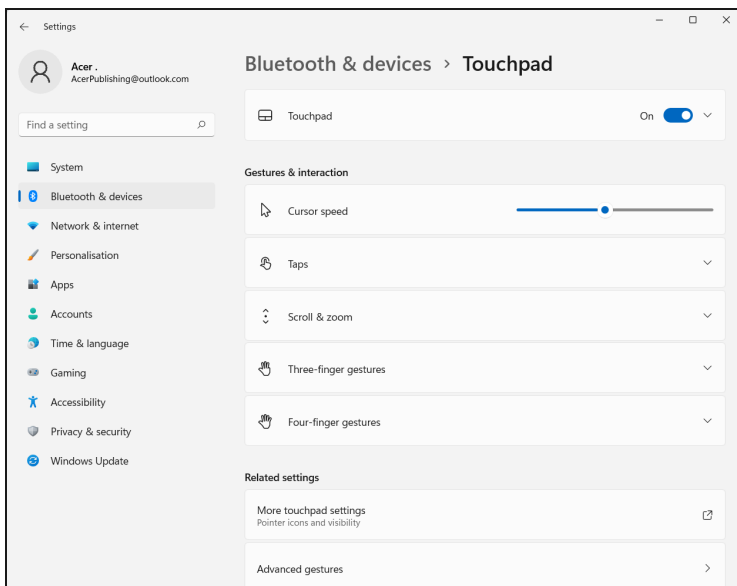 Settings
Acer .
AcerPublishing@outlook.com
Find a setting
System
Bluetooth & devices
Network & internet
Personalisation
Apps
Accounts
Time & language
Gaming
Accessibility
Privacy & security
Windows Update
Bluetooth & devices > Touchpad
Touchpad
On
Gestures & interaction
Cursor speed
Taps
Scroll & zoom
Three-finger gestures
Four-finger gestures
Related settings
More touchpad settings
Pointer icons and visibility
Advanced gestures